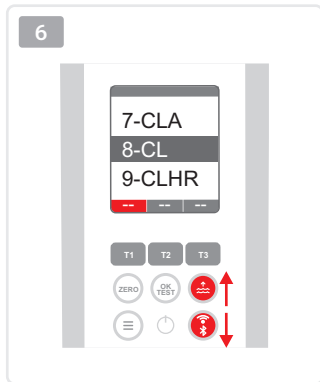 6
7-CLA
8-CL
9-CLHR
-- -- --
T1 T2 T3
ZERO OK
TEST